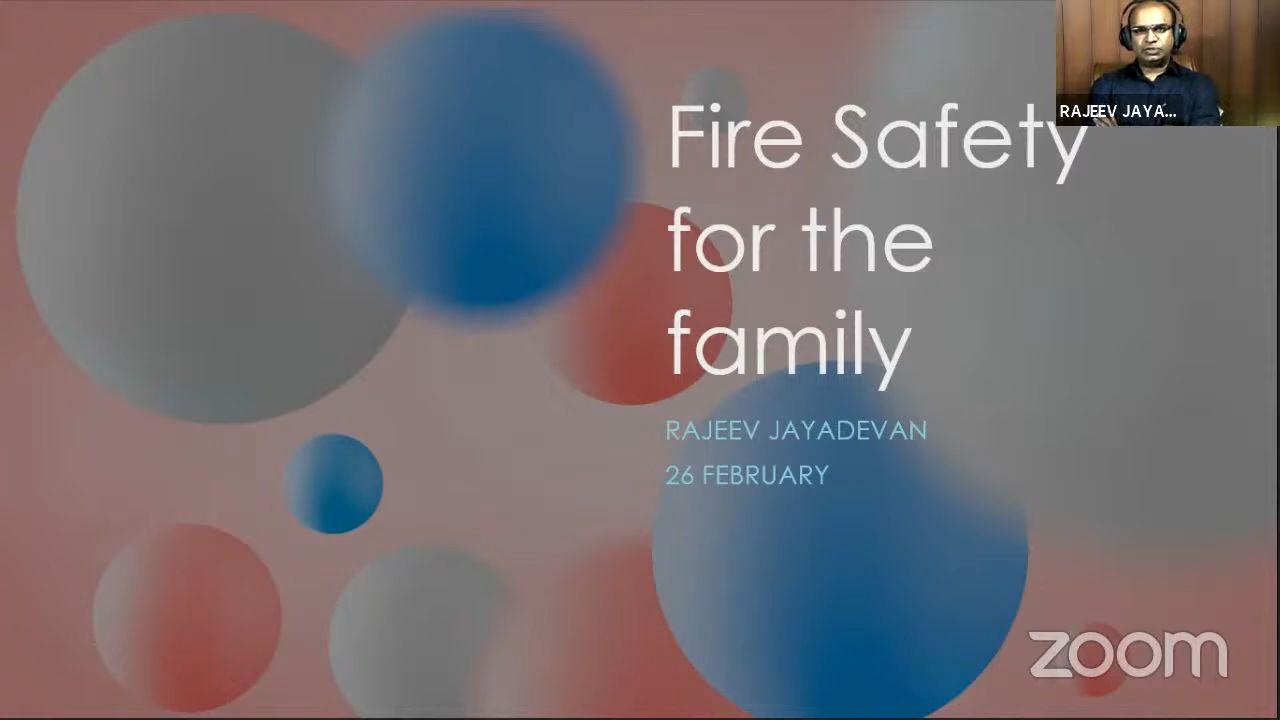 Fire Safety
for the
family
RAJEEV JAYADEVAN
26 FEBRUARY
RAJEEV JAYA...
zoom